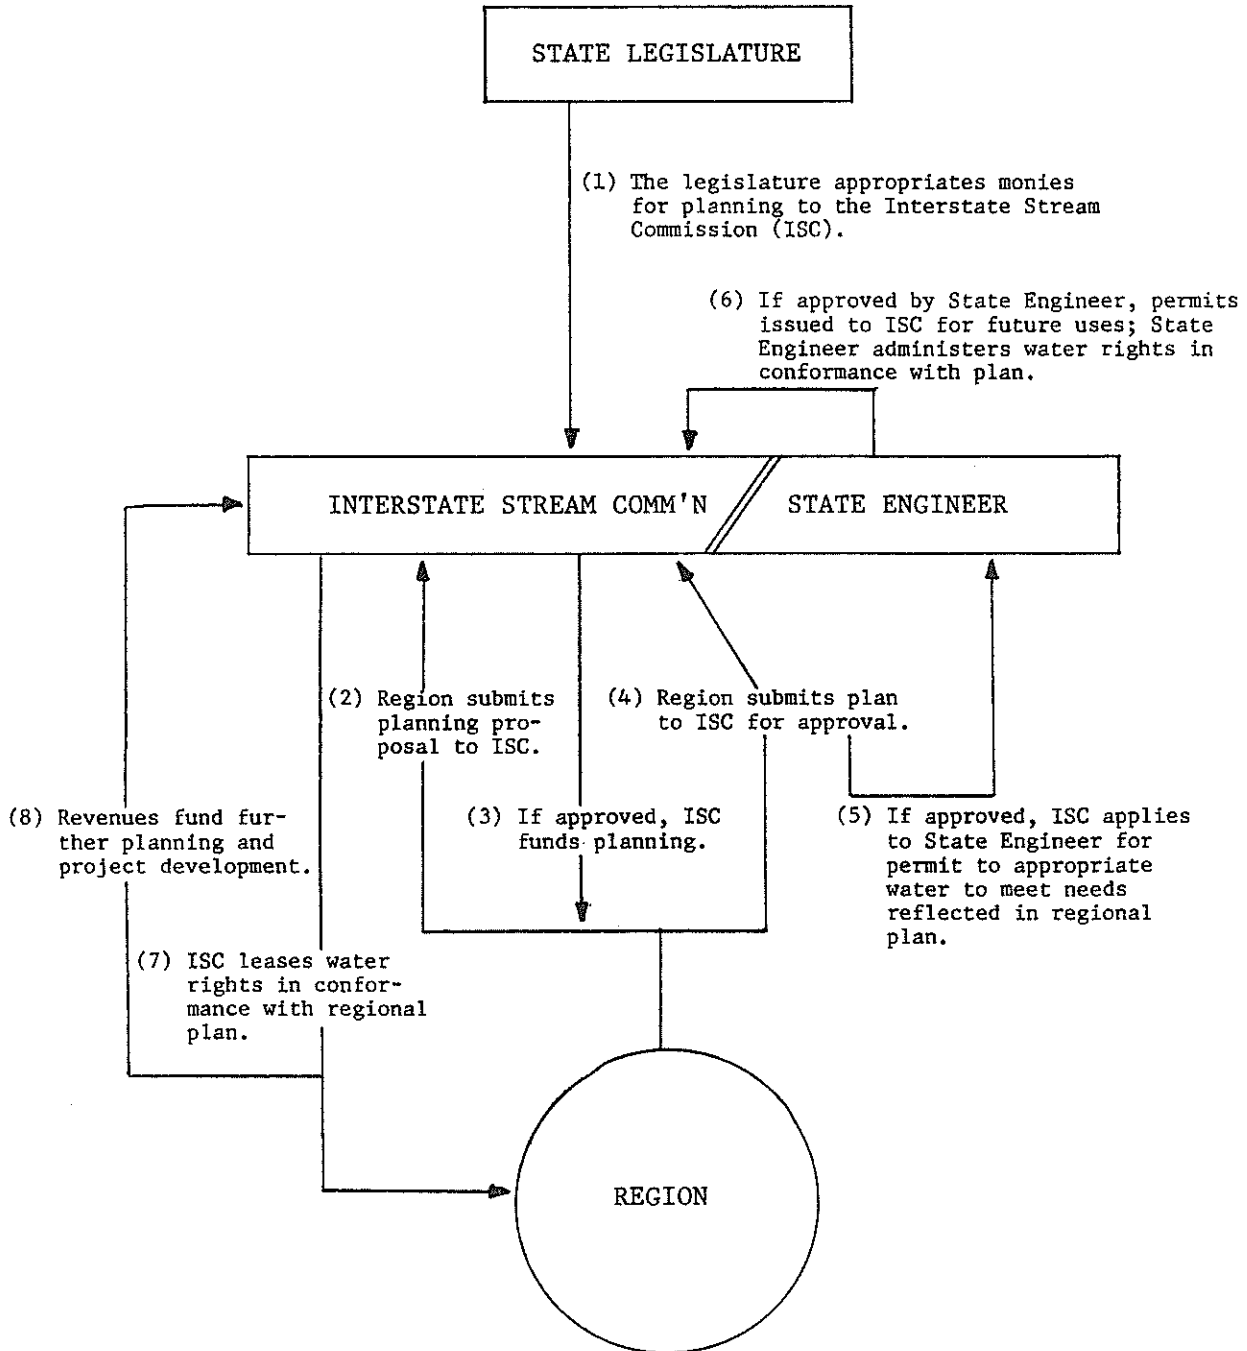 STATE LEGISLATURE
(1) The legislature appropriates monies
for planning to the Interstate Stream
Commission (ISC).
(6) If approved by State Engineer, permits
issued to ISC for future uses; State
Engineer administers water rights in
conformance with plan.
INTERSTATE STREAM COMM'N
STATE ENGINEER
(2) Region submits
planning pro-
posal to ISC.
(4) Region submits plan
to ISC for approval.
(8) Revenues fund fur-
ther planning and
project development.
(3) If approved, ISC
funds planning.
(5) If approved, ISC applies
to State Engineer for
permit to appropriate
water to meet needs
reflected in regional
plan.
(7) ISC leases water
rights in confor-
mance with regional
plan.
REGION